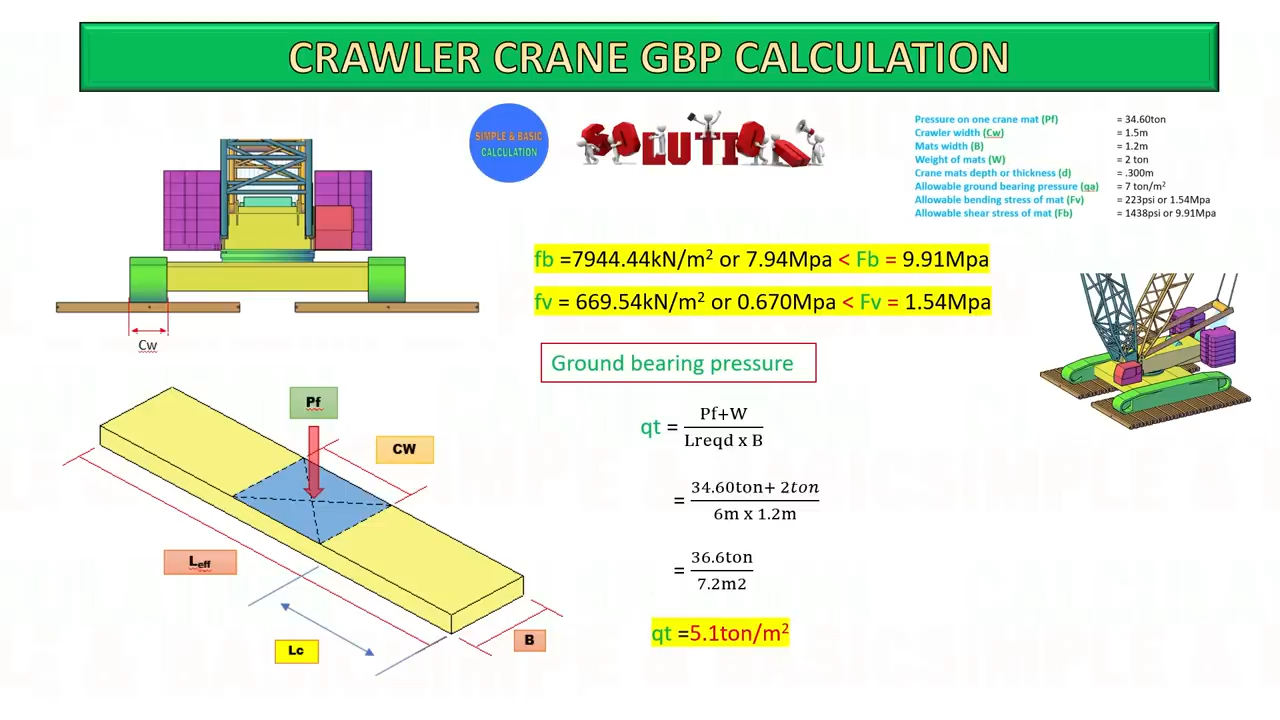 CRAWLER CRANE GBP CALCULATION
SIMPLE & BASIC
CALCULATION
SOLUTION
Pressure on one crane mat (Pf) = 34.60ton
Crawler width (Cw) = 1.5m
Mats width (B) = 1.2m
Weight of mats (W) = 2 ton
Crane mats depth or thickness (d) = .300m
Allowable ground bearing pressure (qa) = 7 ton/m²
Allowable bending stress of mat (Fv) = 223psi or 1.54Mpa
Allowable shear stress of mat (Fb) = 1438psi or 9.91Mpa
fb =7944.44kN/m² or 7.94Mpa < Fb = 9.91Mpa
fv = 669.54kN/m² or 0.670Mpa < Fv = 1.54Mpa
Cw
Ground bearing pressure
Pf
CW
Leff
Lc
B
qt = Pf+W
Lreqd x B
= 34.60ton+ 2ton
6m x 1.2m
= 36.6ton
7.2m2
qt =5.1ton/m²